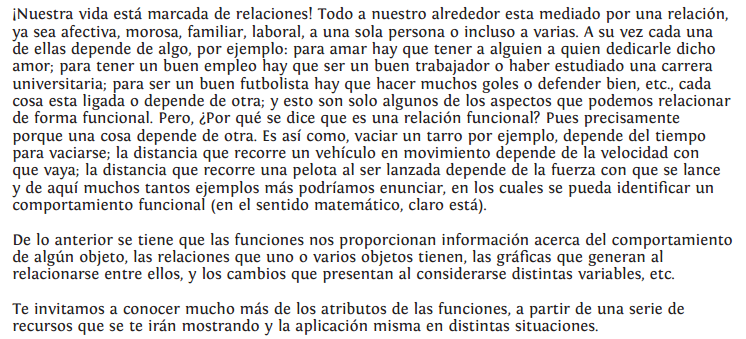 ¡Nuestra vida está marcada de relaciones! Todo a nuestro alrededor esta mediado por una relación,
ya sea afectiva, morosa, familiar, laboral, a una sola persona o incluso a varias. A su vez cada una
de ellas depende de algo, por ejemplo: para amar hay que tener a alguien a quien dedicarle dicho
amor; para tener un buen empleo hay que ser un buen trabajador o haber estudiado una carrera
universitaria; para ser un buen futbolista hay que hacer muchos goles o defender bien, etc., cada
cosa esta ligada o depende de otra; y esto son solo algunos de los aspectos que podemos relacionar
de forma funcional. Pero, ¿Por qué se dice que es una relación funcional? Pues precisamente
porque una cosa depende de otra. Es así como, vaciar un tarro por ejemplo, depende del tiempo
para vaciarse; la distancia que recorre un vehículo en movimiento depende de la velocidad con
que vaya; la distancia que recorre una pelota al ser lanzada depende de la fuerza con que se lance
y de aquí muchos tantos ejemplos más podríamos enunciar, en los cuales se pueda identificar un
comportamiento funcional (en el sentido matemático, claro está).
De lo anterior se tiene que las funciones nos proporcionan información acerca del comportamiento
de algún objeto, las relaciones que uno o varios objetos tienen, las gráficas que generan al
relacionarse entre ellos, y los cambios que presentan al considerarse distintas variables, etc.
Te invitamos a conocer mucho más de los atributos de las funciones, a partir de una serie de
recursos que se te irán mostrando y la aplicación misma en distintas situaciones.